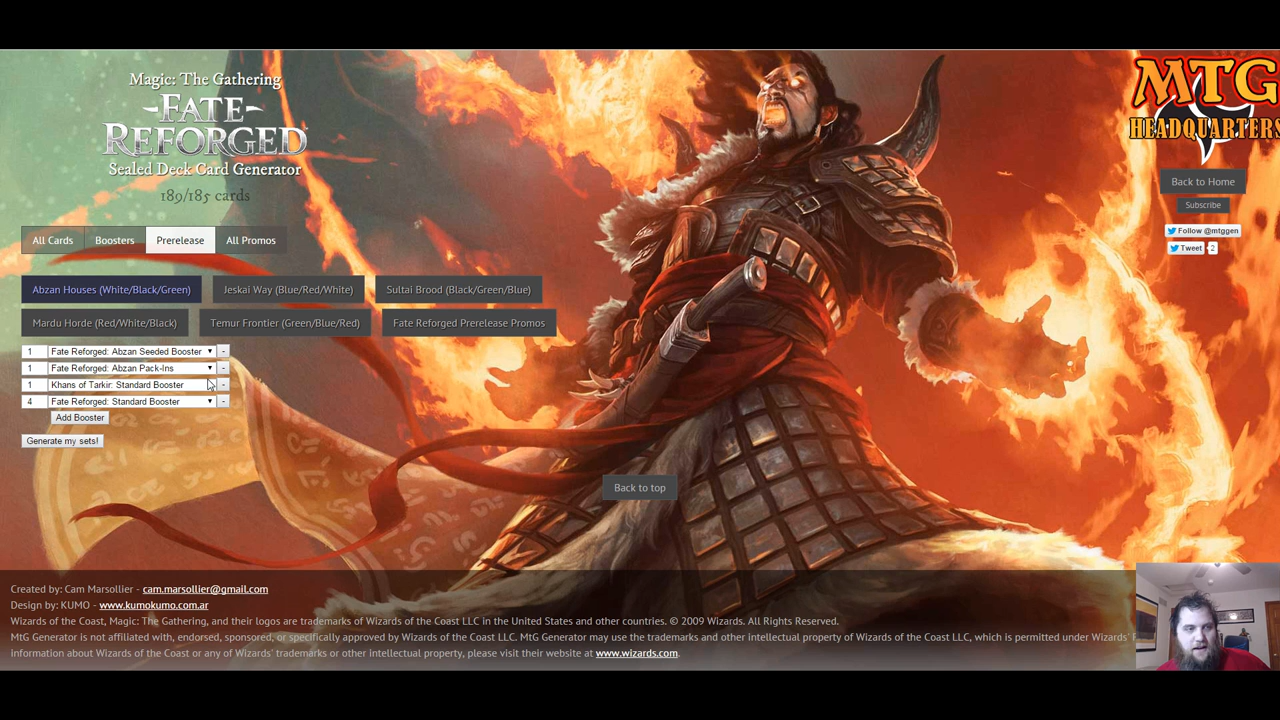 Magic: The Gathering
FATE
REFORGED
Sealed Deck Card Generator
189/185 cards
All Cards
Boosters
Prerelease
All Promos
Abzan Houses (White/Black/Green)
Jeskai Way (Blue/Red/White)
Sultai Brood (Black/Green/Blue)
Mardu Horde (Red/White/Black)
Temur Frontier (Green/Blue/Red)
Fate Reforged Prerelease Promos
1 Fate Reforged: Abzan Seeded Booster -
1 Fate Reforged: Abzan Pack-Ins -
1 Khans of Tarkir: Standard Booster -
4 Fate Reforged: Standard Booster -
Add Booster
Generate my sets!
Back to top
MTG
HEADQUARTERS
Back to Home
Subscribe
Follow @mtggen
Tweet 2
Created by: Cam Marsollier - cam.marsollier@gmail.com
Design by: KUMO - www.kumokumo.com.ar
Wizards of the Coast, Magic: The Gathering, and their logos are trademarks of Wizards of the Coast LLC in the United States and other countries. © 2009 Wizards. All Rights Reserved.
MtG Generator is not affiliated with, endorsed, sponsored, or specifically approved by Wizards of the Coast LLC. MtG Generator may use the trademarks and other intellectual property of Wizards of the Coast LLC, which is permitted under Wizards'
information about Wizards of the Coast or any of Wizards' trademarks or other intellectual property, please visit their website at www.wizards.com.